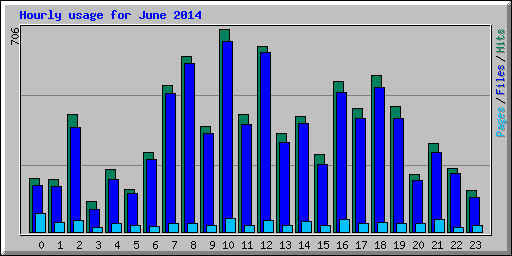 Hourly usage for June 2014
706
Pages / Files / Hits
0 1 2 3 4 5 6 7 8 9 10 11 12 13 14 15 16 17 18 19 20 21 22 23